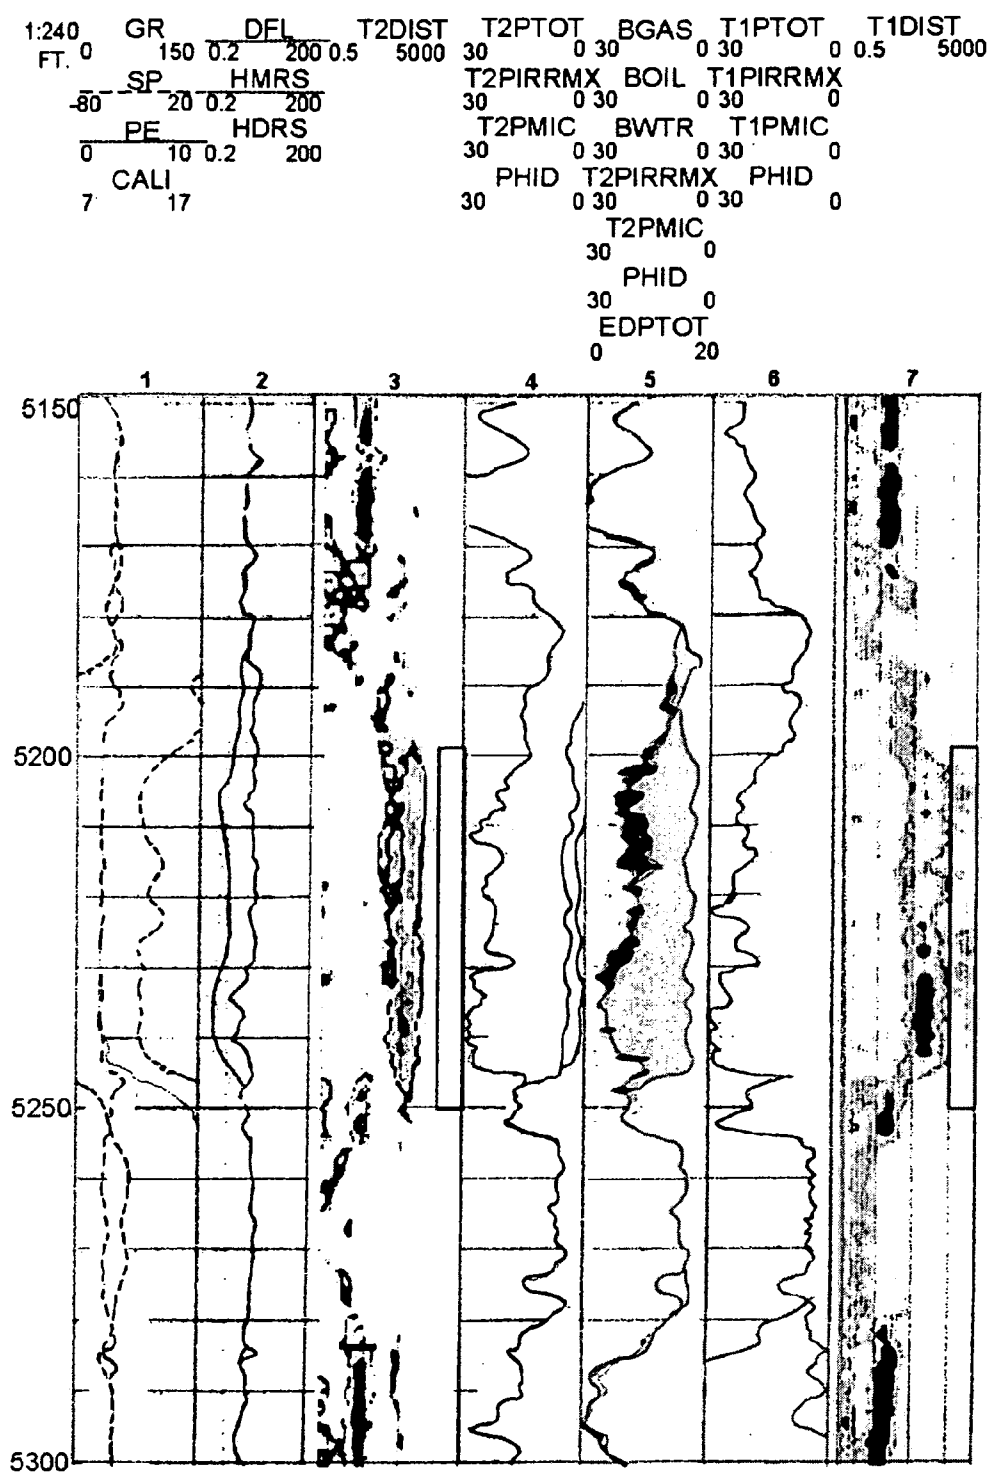 1:240 GR DFL T2DIST T2PTOT BGAS T1PTOT T1DIST
FT. 0 150 0.2 200 0.5 5000 30 0 30 0 30 0 0.5 5000
SP HMRS T2PIRRMX BOIL T1PIRRMX
-80 20 0.2 200 30 0 30 0 30 0
PE HDRS T2PMIC BWTR T1PMIC
0 10 0.2 200 30 0 30 0 30 0
CALI PHID T2PIRRMX PHID
7 17 30 0 30 0 30 0
T2PMIC
30 0
PHID
30 0
EDPTOT
0 20
1 2 3 4 5 6 7
5150
5200
5250
5300